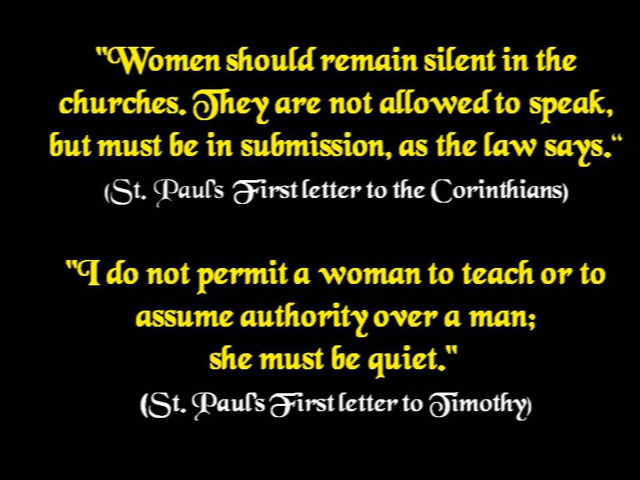 "Women should remain silent in the
churches. They are not allowed to speak,
but must be in submission, as the law says.“
(St. Paul's First letter to the Corinthians)
"I do not permit a woman to teach or to
assume authority over a man;
she must be quiet."
(St. Paul's First letter to Timothy)